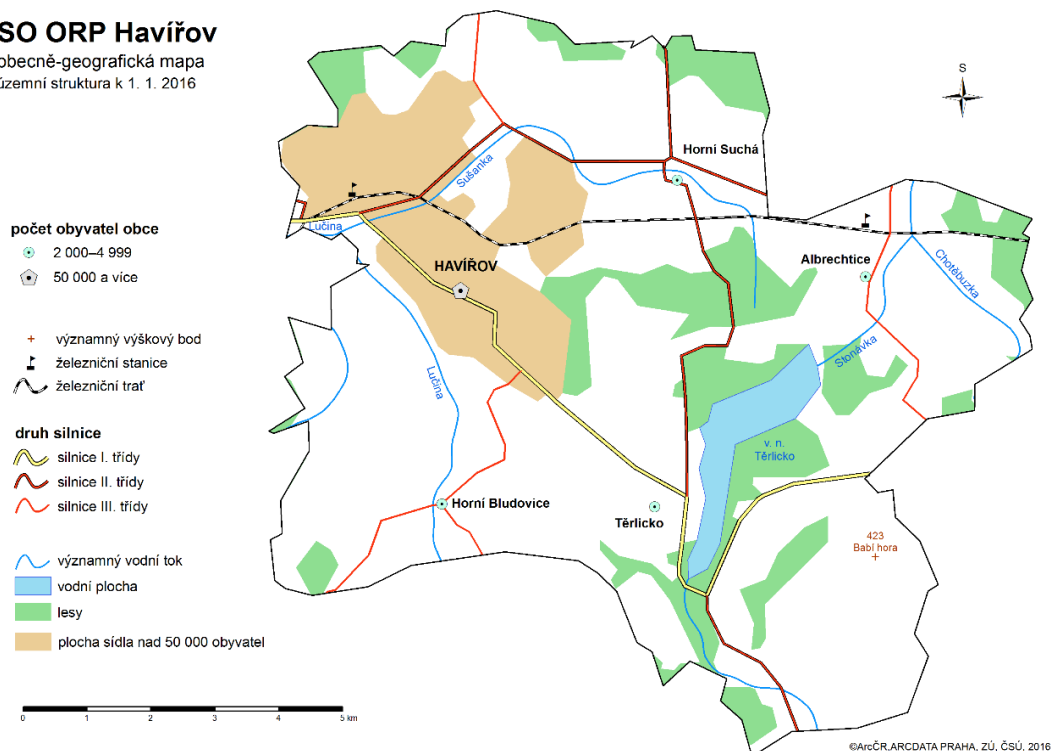 SO ORP Havířov
obecně-geografická mapa
územní struktura k 1. 1. 2016
S
Horní Suchá
Sušanka
Lučina
počet obyvatel obce
2 000–4 999
50 000 a více
HAVÍŘOV
Albrechtice
Chotěbuzka
významný výškový bod
železniční stanice
železniční trať
Stonávka
Lučina
druh silnice
silnice I. třídy
silnice II. třídy
silnice III. třídy
v. n.
Těrlicko
Horní Bludovice
Těrlicko
423
Babí hora
významný vodní tok
vodní plocha
lesy
plocha sídla nad 50 000 obyvatel
0 1 2 3 4 5 km
©ArcČR,ARCDATA PRAHA, ZÚ, ČSÚ, 2016